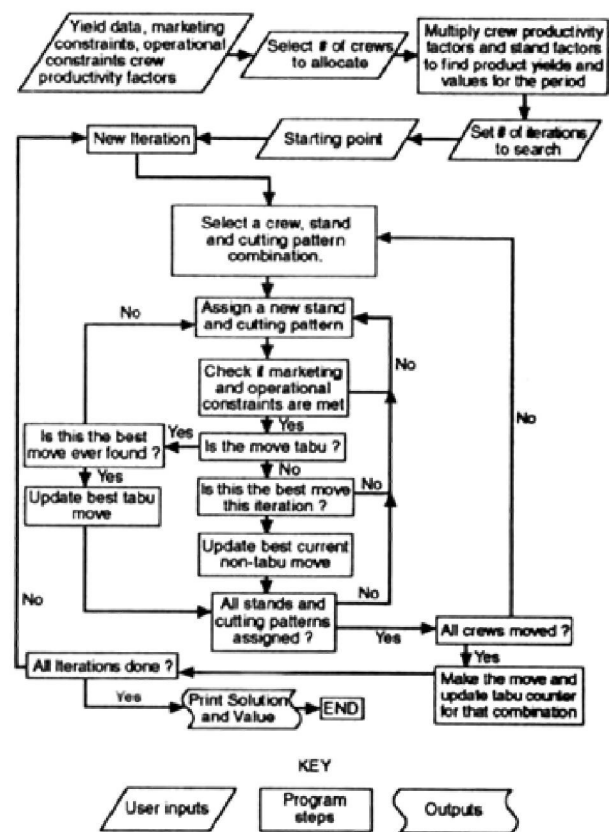 Yield data, marketing
constraints, operational
constraints crew
productivity factors
Select # of crews
to allocate
Multiply crew productivity
factors and stand factors
to find product yields and
values for the period
New Iteration
Starting point
Set # of iterations
to search
Select a crew, stand
and cutting pattern
combination.
No
Assign a new stand
and cutting pattern
No
Check if marketing
and operational
constraints are met
No
Is this the best
move ever found ?
Yes
Yes
Is the move tabu ?
Yes
No
Update best tabu
move
Is this the best move
this iteration ?
No
Update best current
non-tabu move
No
All stands and
cutting patterns
assigned ?
No
Yes
All crews moved ?
All Iterations done ?
Yes
Yes
Print Solution
and Value
END
Make the move and
update tabu counter
for that combination
KEY
User inputs
Program
steps
Outputs